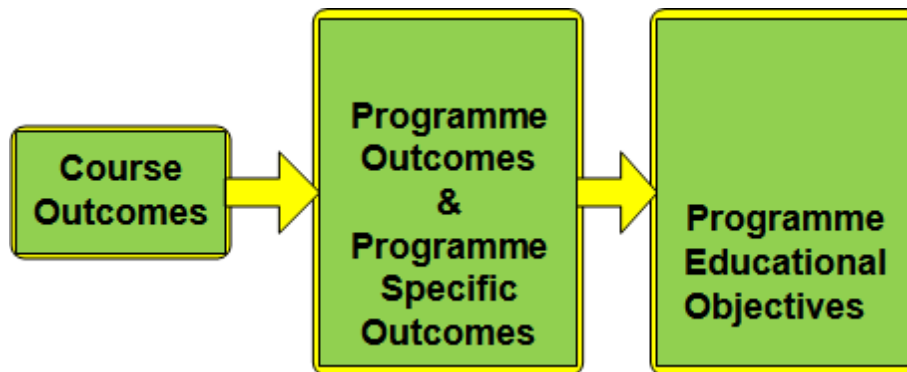 Course
Outcomes
Programme
Outcomes
&
Programme
Specific
Outcomes
Programme
Educational
Objectives